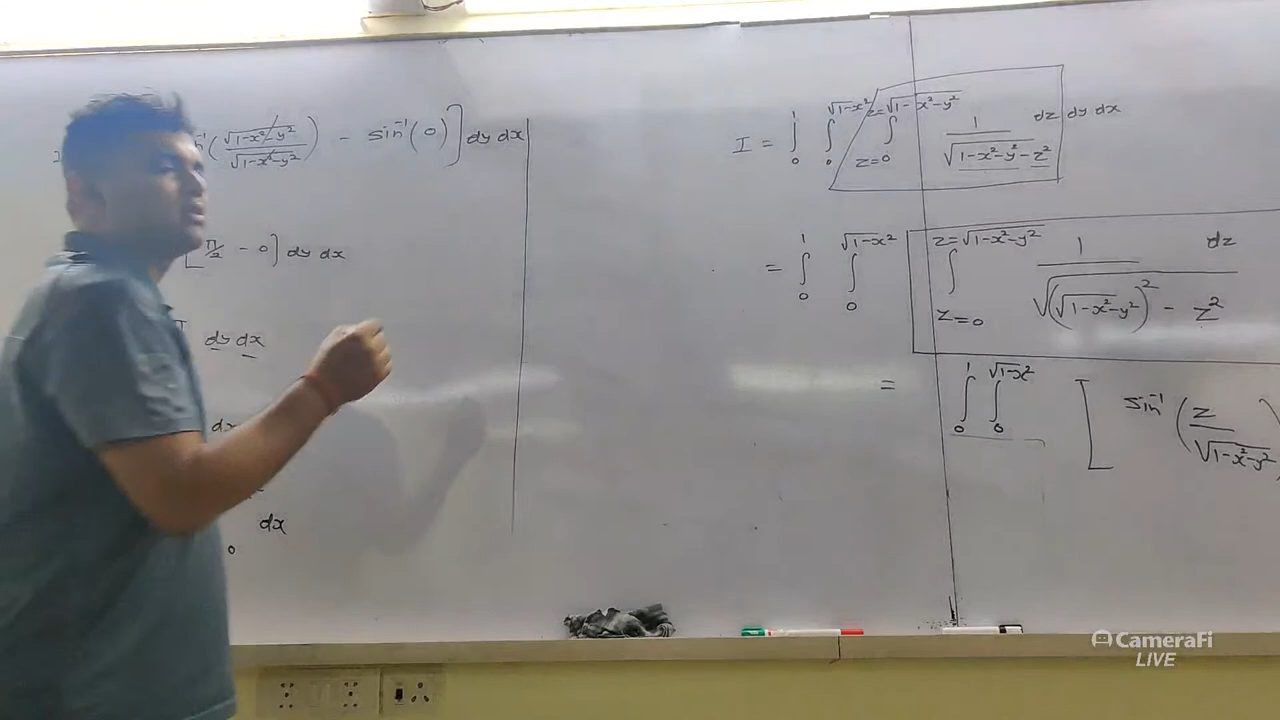 sin⁻¹(√1-x²-y² / √1-x²-y²) - sin⁻¹(0)] dy dx
[π/2 - 0] dy dx
π dy dx
dx
dx
0
I = ∫₀¹ ∫₀^√1-x² ∫_{z=0}^{z=√1-x²-y²} 1/√1-x²-y²-z² dz dy dx
= ∫₀¹ ∫₀^√1-x² ∫_{z=0}^{z=√1-x²-y²} 1/√(√1-x²-y²)² - z² dz
= ∫₀¹ ∫₀^√1-x² [ sin⁻¹(z/√1-x²-y²)
CameraFi
LIVE